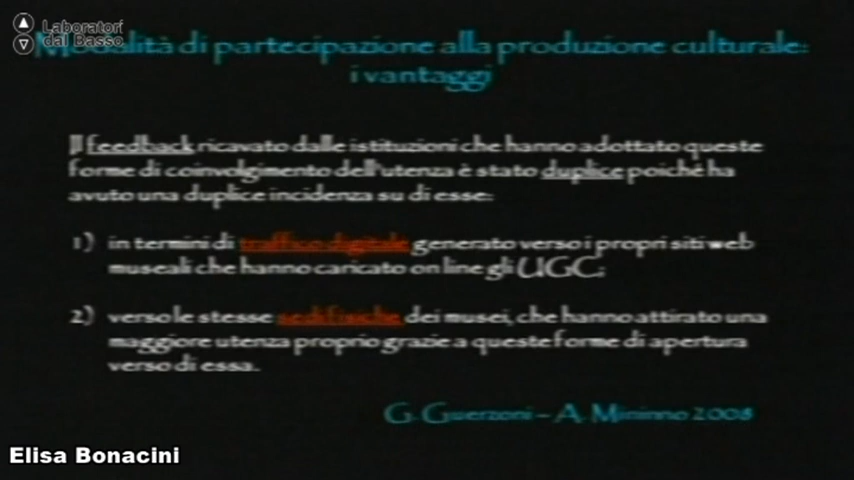 Laboratori
dal Basso
Modalità di partecipazione alla produzione culturale:
i vantaggi
Il feedback ricavato dalle istituzioni che hanno adottato queste
forme di coinvolgimento dell'utenza è stato duplice poiché ha
avuto una duplice incidenza su di esse:
1) in termini di traffico digitale generato verso i propri siti web
museali che hanno caricato on line gli UGC;
2) verso le stesse sedi fisiche dei musei, che hanno attirato una
maggiore utenza proprio grazie a queste forme di apertura
verso di essa.
G. Guerzoni – A. Mininno 2008
Elisa Bonacini